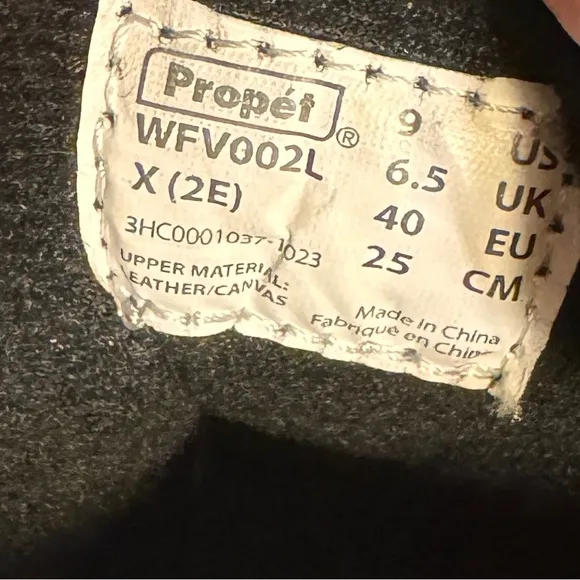 Propét®
WFV002L
X (2E)
3HC0001037-1023
UPPER MATERIAL:
LEATHER/CANVAS
9 US
6.5 UK
40 EU
25 CM
Made in China
Fabriqué en Chine